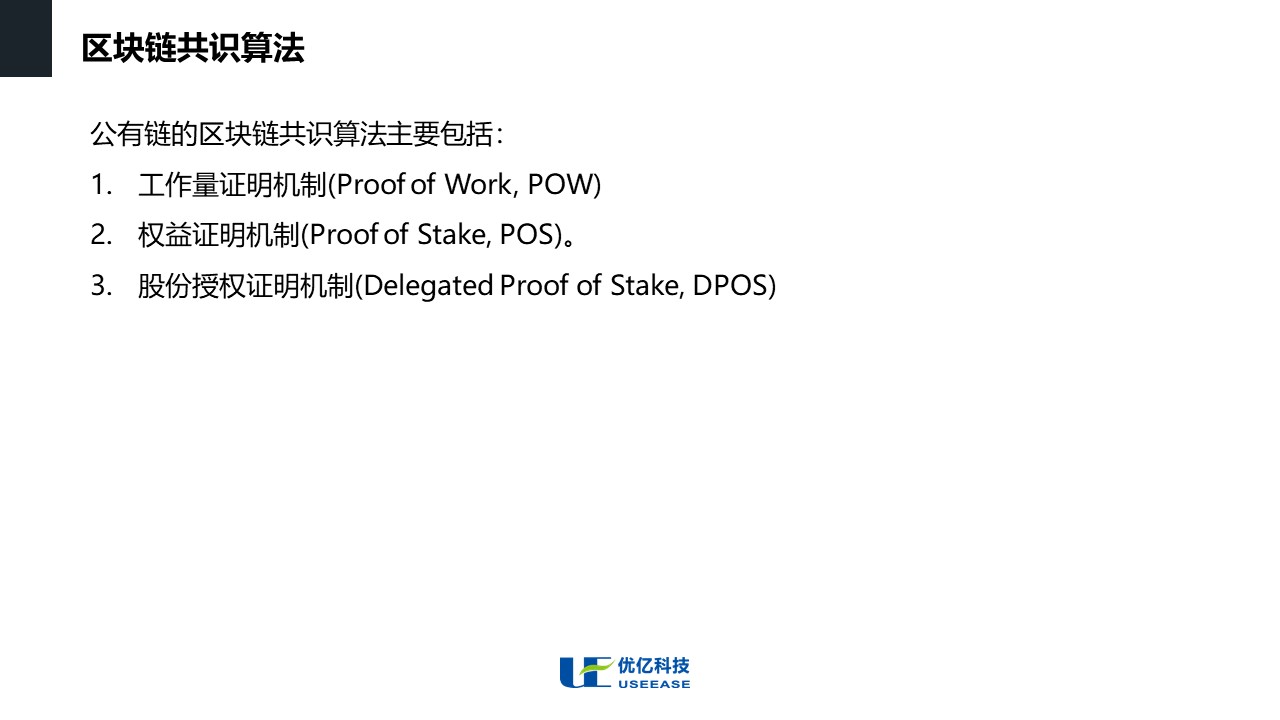 区块链共识算法
公有链的区块链共识算法主要包括：
1. 工作量证明机制(Proof of Work, POW)
2. 权益证明机制(Proof of Stake, POS)。
3. 股份授权证明机制(Delegated Proof of Stake, DPOS)
优亿科技
USEEASE